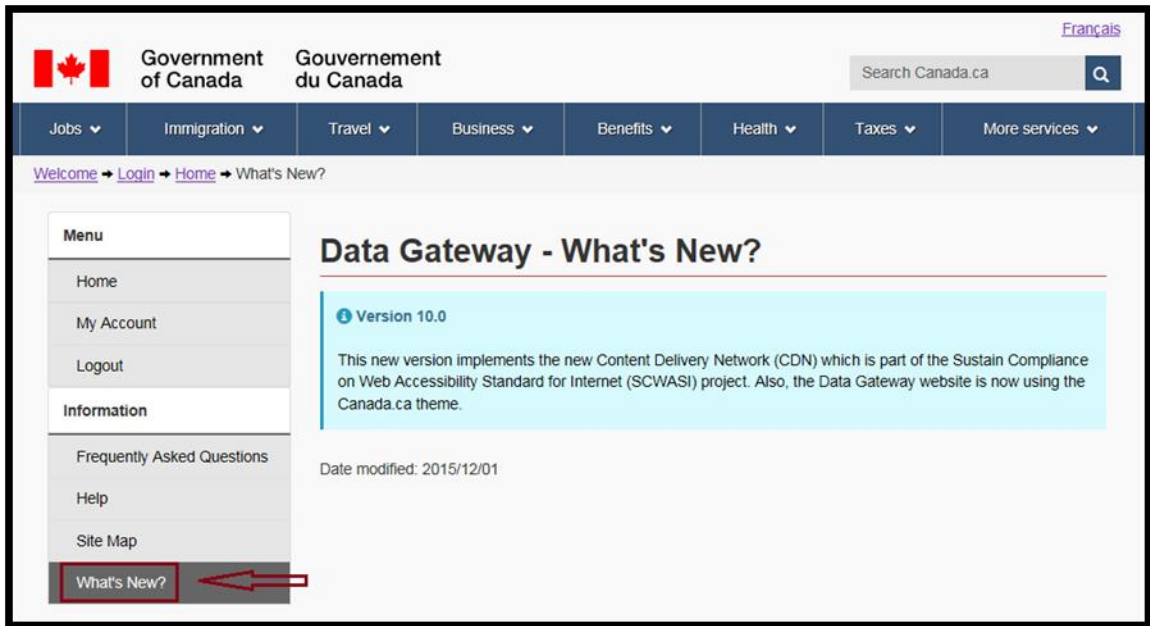 Français
Government
of Canada
Gouvernement
du Canada
Search Canada.ca
Jobs Immigration Travel Business Benefits Health Taxes More services
Welcome → Login → Home → What's New?
Menu
Home
My Account
Logout
Information
Frequently Asked Questions
Help
Site Map
What's New?
Data Gateway - What's New?
Version 10.0
This new version implements the new Content Delivery Network (CDN) which is part of the Sustain Compliance
on Web Accessibility Standard for Internet (SCWASI) project. Also, the Data Gateway website is now using the
Canada.ca theme.
Date modified: 2015/12/01